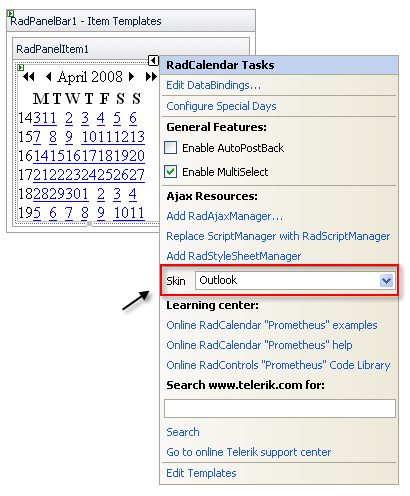 RadPanelBar1 - Item Templates
RadPanelItem1
April 2008
M T W T F S S
14 31 1 2 3 4 5 6
15 7 8 9 10 11 12 13
16 14 15 16 17 18 19 20
17 21 22 23 24 25 26 27
18 28 29 30 1 2 3 4
19 5 6 7 8 9 10 11
RadCalendar Tasks
Edit DataBindings...
Configure Special Days
General Features:
Enable AutoPostBack
Enable MultiSelect
Ajax Resources:
Add RadAjaxManager...
Replace ScriptManager with RadScriptManager
Add RadStyleSheetManager
Skin Outlook
Learning center:
Online RadCalendar "Prometheus" examples
Online RadCalendar "Prometheus" help
Online RadControls "Prometheus" Code Library
Search www.telerik.com for:
Search
Go to online Telerik support center
Edit Templates